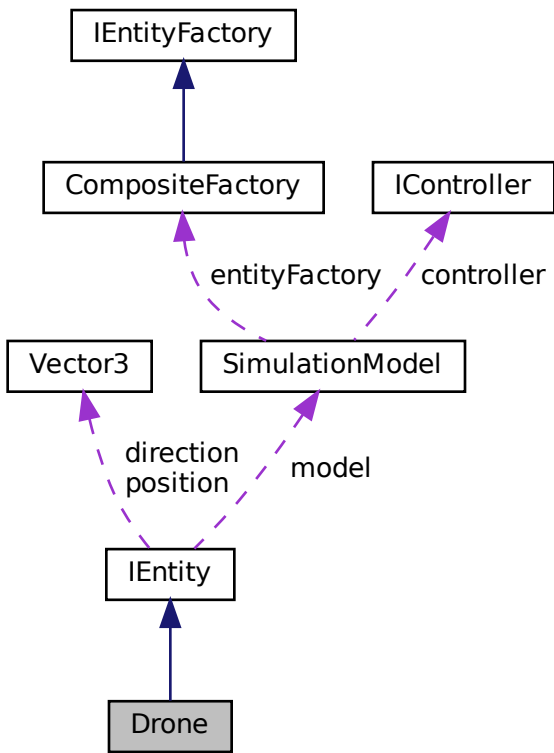 IEntityFactory
CompositeFactory
IController
entityFactory
controller
Vector3
SimulationModel
direction
position
model
IEntity
Drone